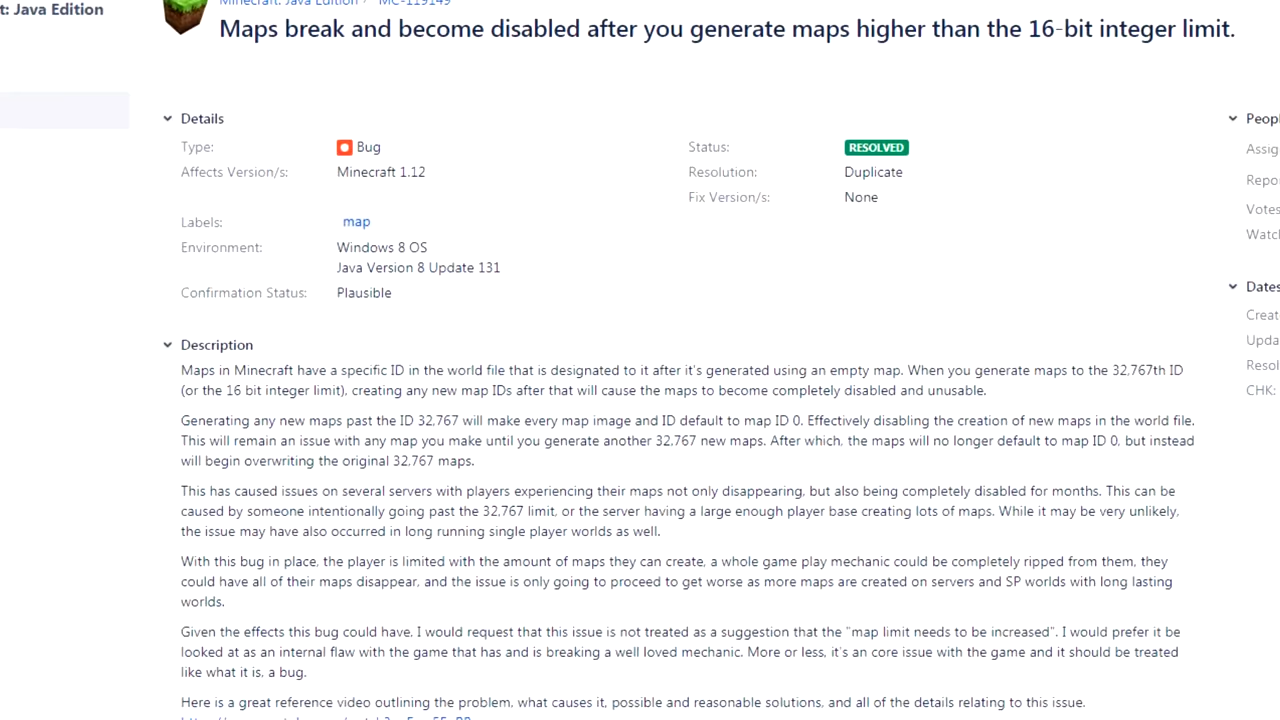 t: Java Edition
Minecraft: Java Edition / MC-119149
Maps break and become disabled after you generate maps higher than the 16-bit integer limit.
Details
Type: Bug
Status: RESOLVED
Affects Version/s: Minecraft 1.12
Resolution: Duplicate
Fix Version/s: None
Labels: map
Environment: Windows 8 OS
Java Version 8 Update 131
Confirmation Status: Plausible
Peopl
Assig
Repo
Votes
Watch
Dates
Creat
Upda
Resol
CHK:
Description
Maps in Minecraft have a specific ID in the world file that is designated to it after it's generated using an empty map. When you generate maps to the 32,767th ID
(or the 16 bit integer limit), creating any new map IDs after that will cause the maps to become completely disabled and unusable.
Generating any new maps past the ID 32,767 will make every map image and ID default to map ID 0. Effectively disabling the creation of new maps in the world file.
This will remain an issue with any map you make until you generate another 32,767 new maps. After which, the maps will no longer default to map ID 0, but instead
will begin overwriting the original 32,767 maps.
This has caused issues on several servers with players experiencing their maps not only disappearing, but also being completely disabled for months. This can be
caused by someone intentionally going past the 32,767 limit, or the server having a large enough player base creating lots of maps. While it may be very unlikely,
the issue may have also occurred in long running single player worlds as well.
With this bug in place, the player is limited with the amount of maps they can create, a whole game play mechanic could be completely ripped from them, they
could have all of their maps disappear, and the issue is only going to proceed to get worse as more maps are created on servers and SP worlds with long lasting
worlds.
Given the effects this bug could have, I would request that this issue is not treated as a suggestion that the "map limit needs to be increased". I would prefer it be
looked at as an internal flaw with the game that has and is breaking a well loved mechanic. More or less, it's an core issue with the game and it should be treated
like what it is, a bug.
Here is a great reference video outlining the problem, what causes it, possible and reasonable solutions, and all of the details relating to this issue.